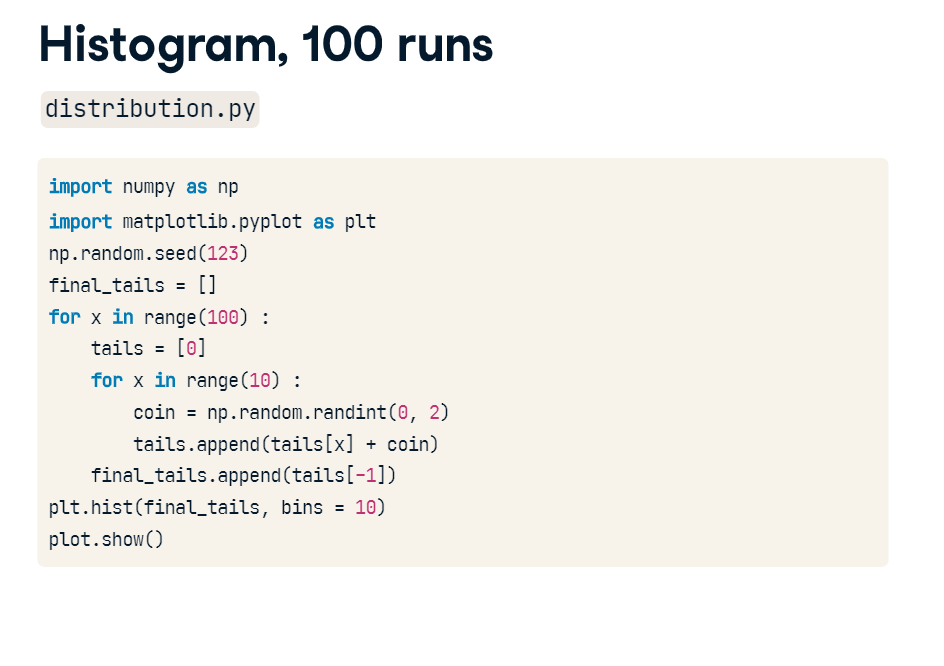 Histogram, 100 runs
distribution.py
import numpy as np
import matplotlib.pyplot as plt
np.random.seed(123)
final_tails = []
for x in range(100) :
    tails = [0]
    for x in range(10) :
        coin = np.random.randint(0, 2)
        tails.append(tails[x] + coin)
    final_tails.append(tails[-1])
plt.hist(final_tails, bins = 10)
plot.show()